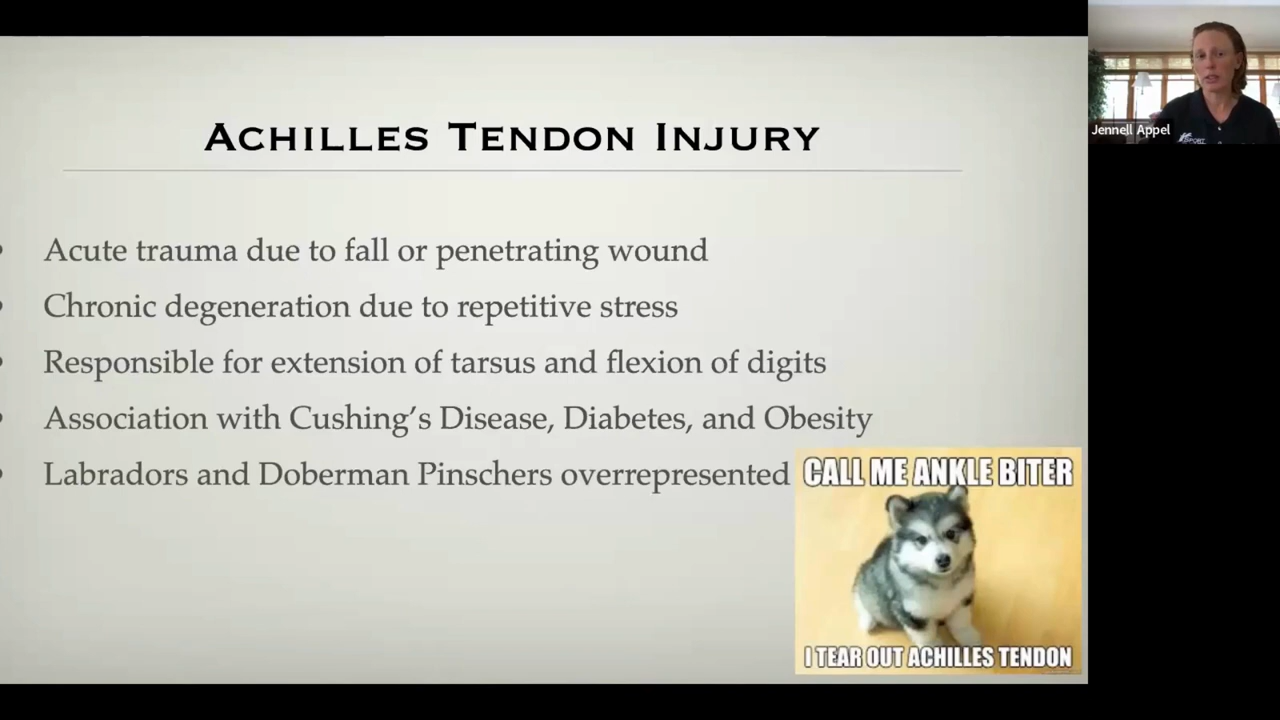 Achilles Tendon Injury
Acute trauma due to fall or penetrating wound
Chronic degeneration due to repetitive stress
Responsible for extension of tarsus and flexion of digits
Association with Cushing's Disease, Diabetes, and Obesity
Labradors and Doberman Pinschers overrepresented
CALL ME ANKLE BITER
I TEAR OUT ACHILLES TENDON
Jennell Appel
SPORT